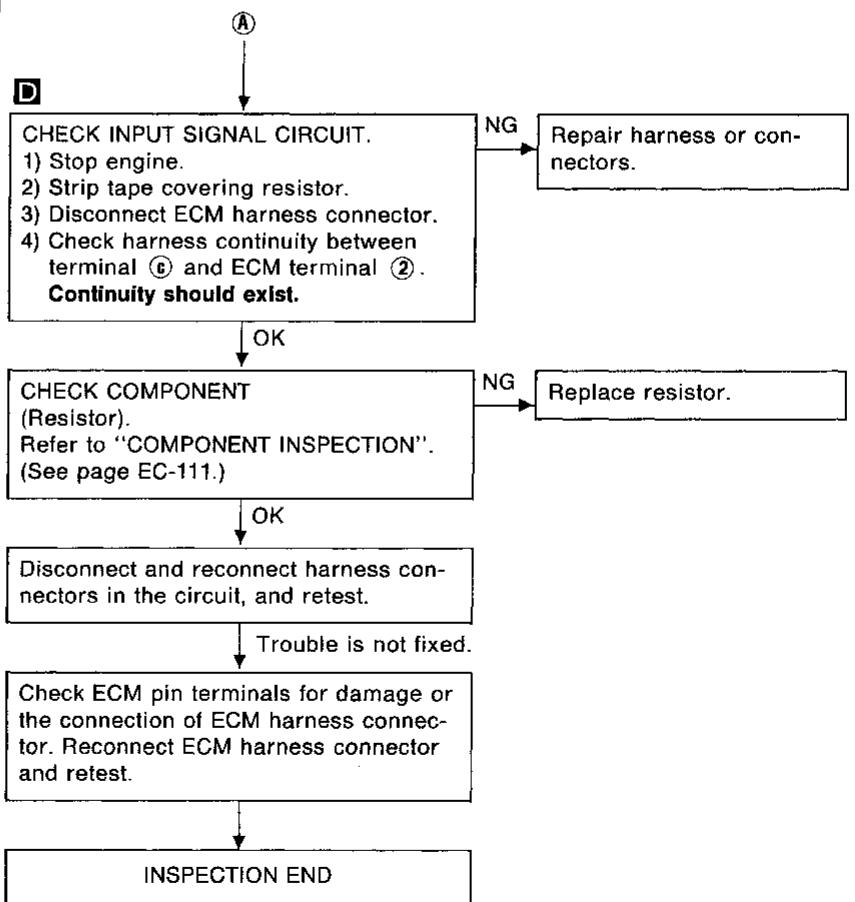 Ⓐ
D
CHECK INPUT SIGNAL CIRCUIT.
1) Stop engine.
2) Strip tape covering resistor.
3) Disconnect ECM harness connector.
4) Check harness continuity between
terminal ⓒ and ECM terminal ②.
Continuity should exist.
NG
Repair harness or con-
nectors.
OK
CHECK COMPONENT
(Resistor).
Refer to "COMPONENT INSPECTION".
(See page EC-111.)
NG
Replace resistor.
OK
Disconnect and reconnect harness con-
nectors in the circuit, and retest.
Trouble is not fixed.
Check ECM pin terminals for damage or
the connection of ECM harness connec-
tor. Reconnect ECM harness connector
and retest.
INSPECTION END